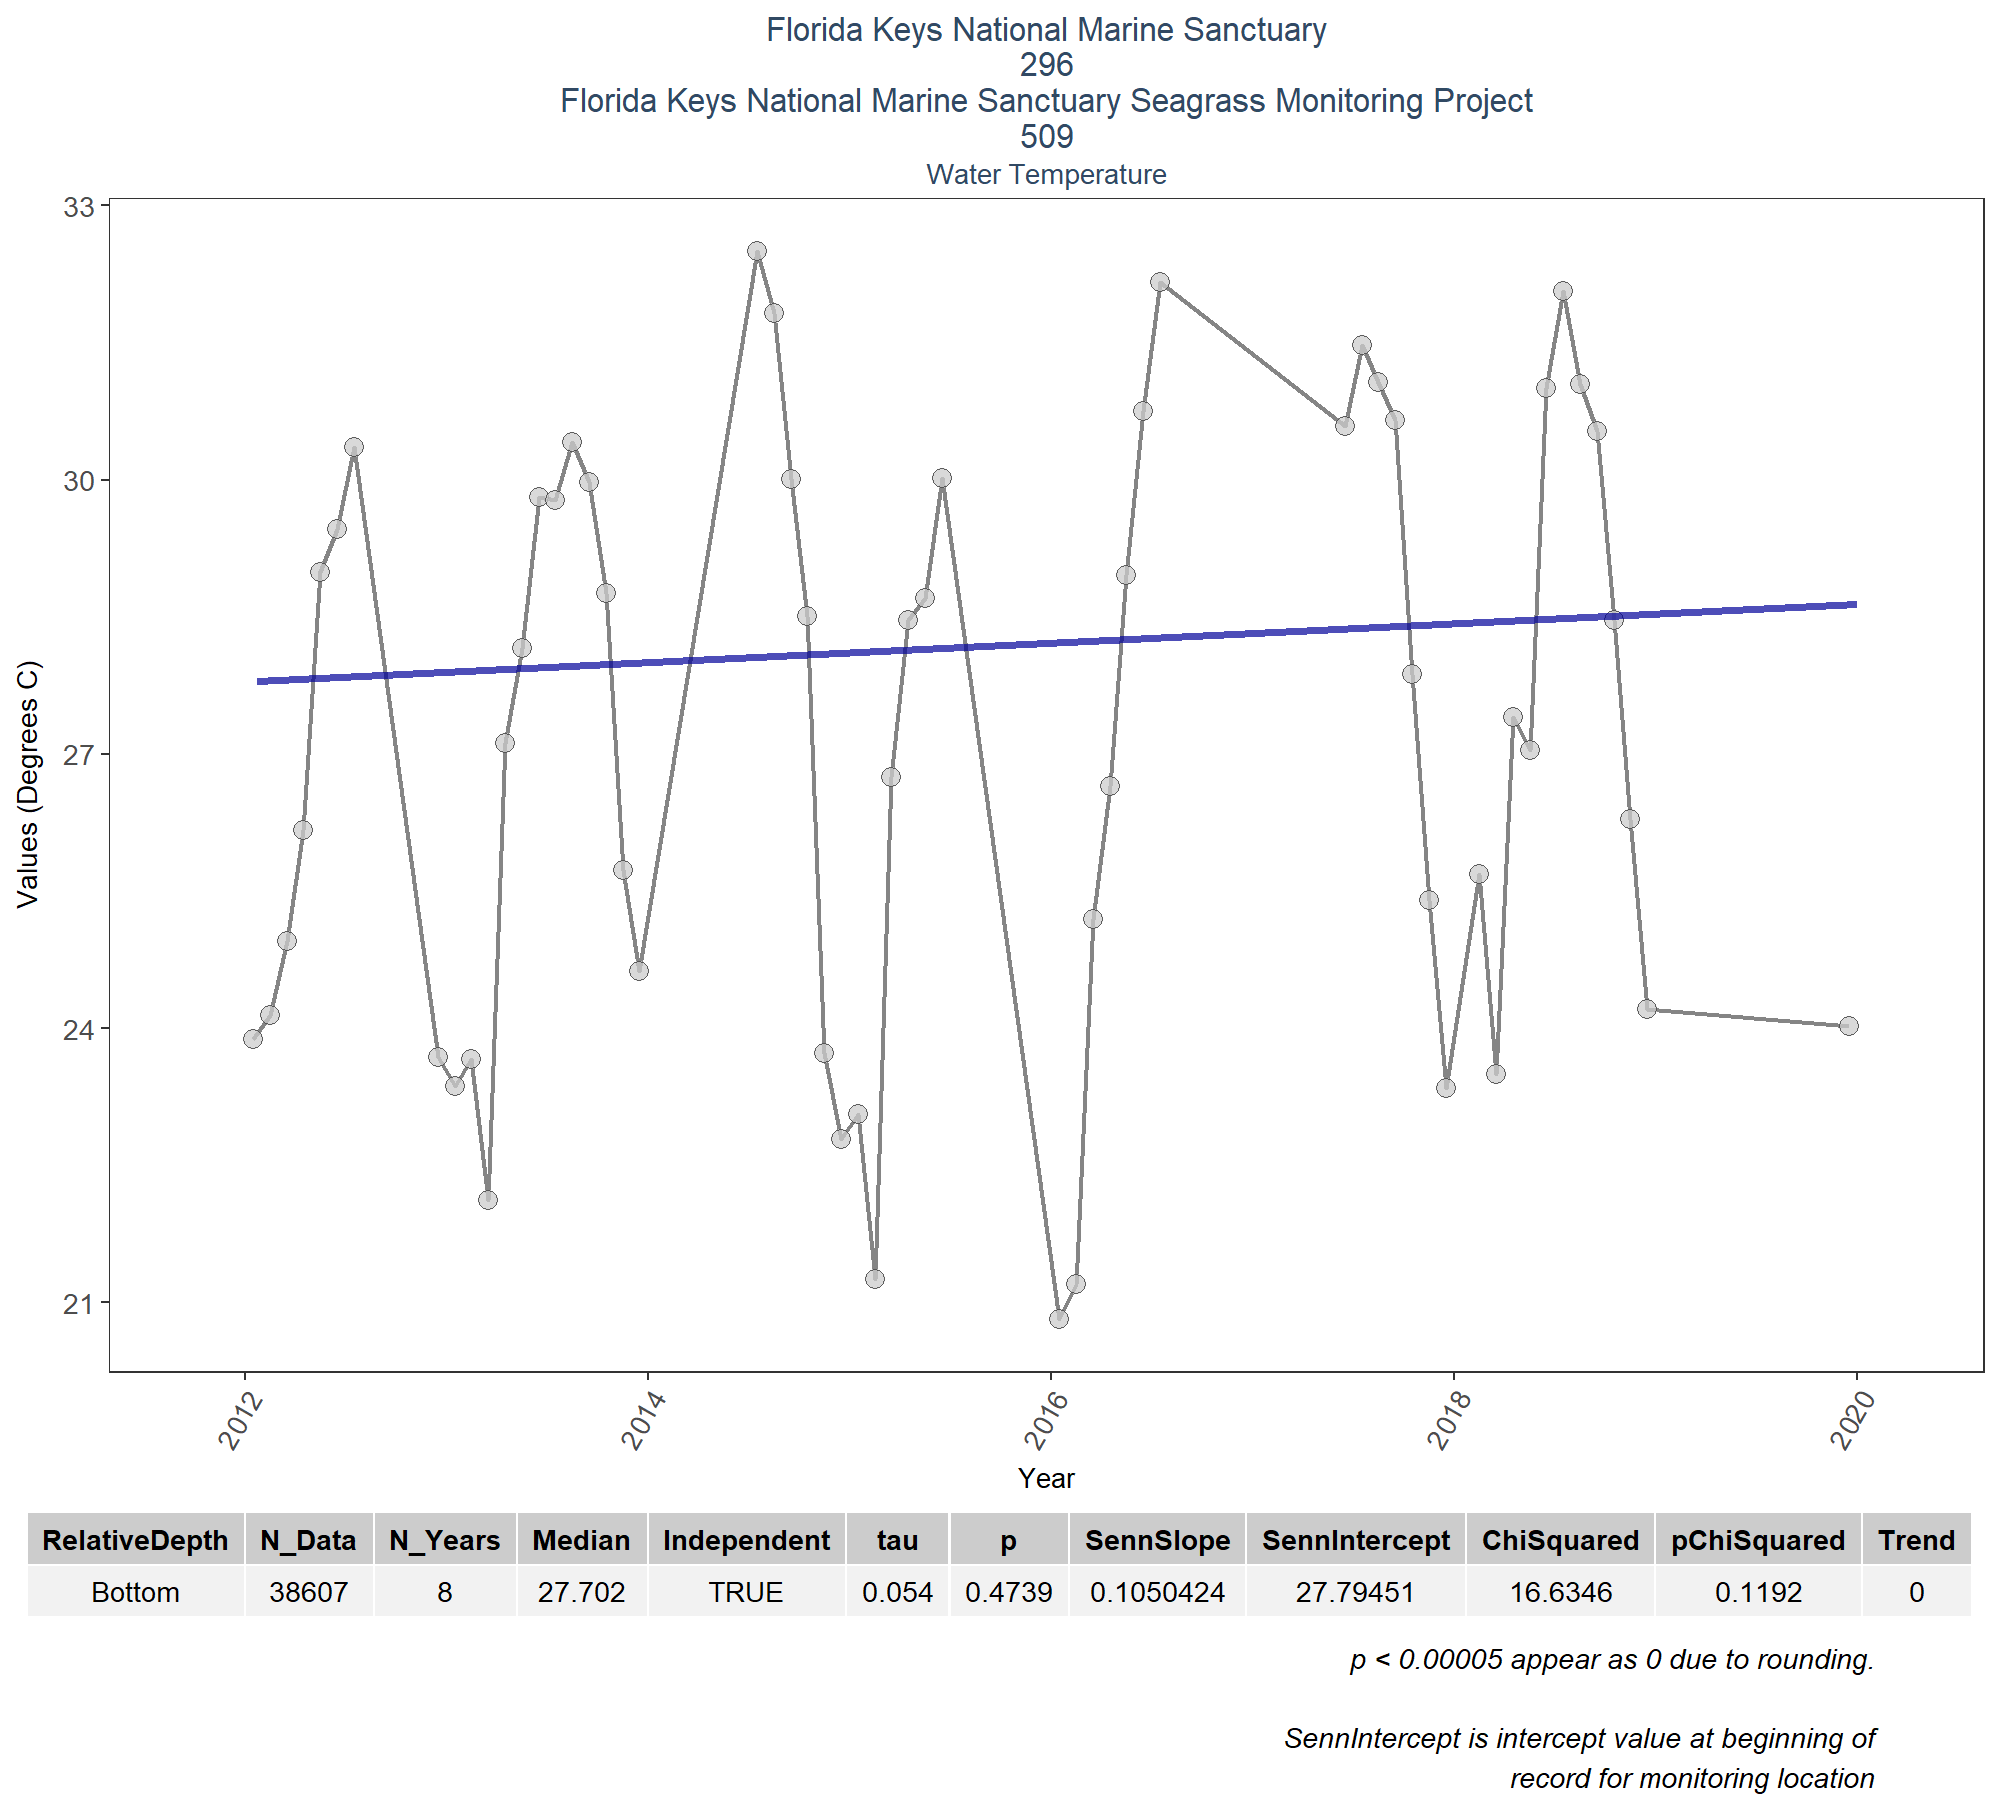 Florida Keys National Marine Sanctuary
296
Florida Keys National Marine Sanctuary Seagrass Monitoring Project
509
Water Temperature
Values (Degrees C)
33
30
27
24
21
2012 2014 2016 2018 2020
Year
RelativeDepth N_Data N_Years Median Independent tau p SennSlope SennIntercept ChiSquared pChiSquared Trend
Bottom 38607 8 27.702 TRUE 0.054 0.4739 0.1050424 27.79451 16.6346 0.1192 0
p < 0.00005 appear as 0 due to rounding.
SennIntercept is intercept value at beginning of
record for monitoring location